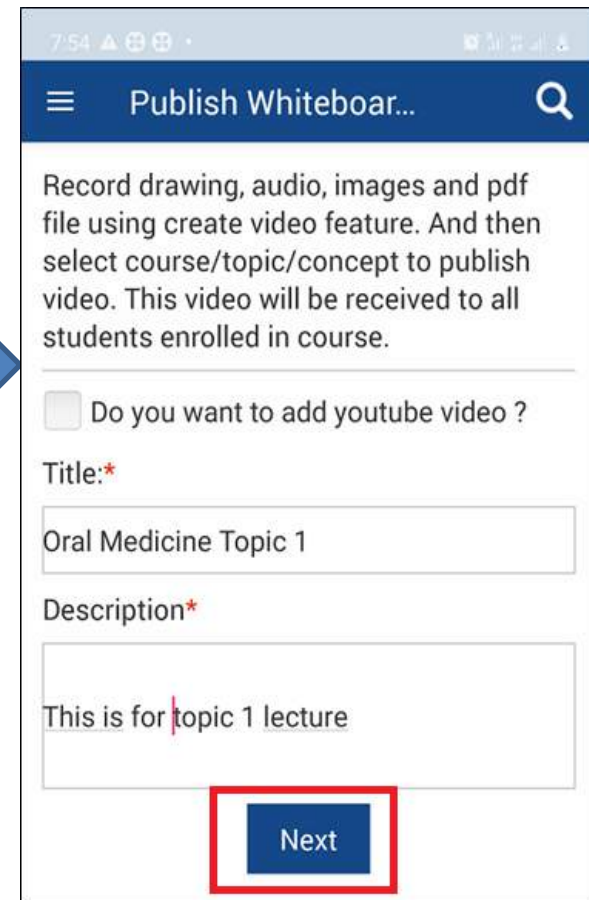 7:54
Publish Whiteboar...
Record drawing, audio, images and pdf
file using create video feature. And then
select course/topic/concept to publish
video. This video will be received to all
students enrolled in course.
Do you want to add youtube video ?
Title:*
Oral Medicine Topic 1
Description*
This is for topic 1 lecture
Next